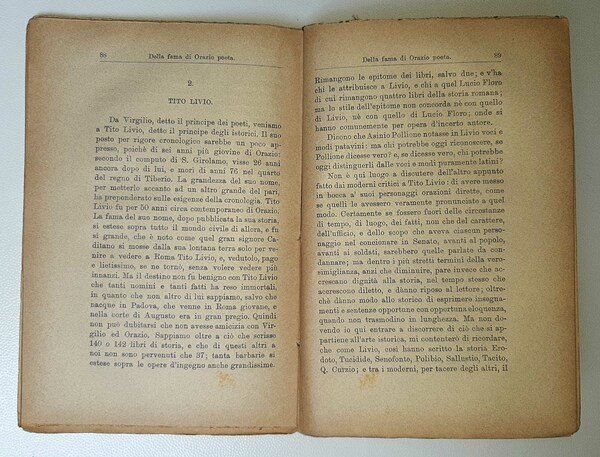 88
Della fama di Orazio poeta.
2.
TITO LIVIO.
Da Virgilio, detto il principe dei poeti, veniamo
a Tito Livio, detto il principe degli istorici. Il suo
posto per rigore cronologico sarebbe un poco ap-
presso, poichè di sei anni più giovine di Orazio;
secondo il computo di S. Girolamo, visse 26 anni
ancora dopo di lui, e morì d'anni 76 nel quarto
del regno di Tiberio. La grandezza del suo nome,
per metterlo accanto ad un altro grande del pari,
ha preponderato sulle esigenze della cronologia. Tito
Livio fu per 50 anni circa contemporaneo di Orazio.
La fama del suo nome, dopo pubblicata la sua storia,
si estese sopra tutto il mondo civile di allora, e fu
sì grande, che è noto come quel gran signore Ca-
ditano si mosse dalla sua lontana terra solo per ve-
nire a vedere a Roma Tito Livio, e, vedutolo, pago
e lietissimo, se ne tornò, senza volere vedere più
innanzi. Ma il destino non fu benigno con Tito Livio
che tanti nomi e tanti fatti ha reso immortali,
in quanto che non altro di lui sappiamo, salvo che
nacque in Padova, che venne in Roma giovane, e
nella corte di Augusto era in gran pregio. Quindi
non può dubitarsi che non avesse amicizia con Vir-
gilio ed Orazio. Sappiamo oltre a ciò che scrisse
140 o 142 libri di storia, e che di questi altri a
noi non sono pervenuti che 37; tanta barbarie si
estese sopra le opere d'ingegno anche grandissime.
Della fama di Orazio poeta.
89
Rimangono le epitome dei libri, salvo due; e v'ha
chi le attribuisce a Livio, e chi a quel Lucio Floro
di cui rimangono quattro libri della storia romana;
ma lo stile dell'epitome non concorda nè con quello
di Livio, nè con quello di Lucio Floro; onde si
hanno comunemente per opera d'incerto autore.
Dicono che Asinio Pollione notasse in Livio voci e
modi patavini: ma chi potrebbe oggi riconoscere, se
Pollione dicesse vero? e, se dicesse vero, chi potrebbe
oggi distinguerli dalle voci e modi puramente latini?
Non è qui luogo a discutere dell'altro appunto
fatto dai moderni critici a Tito Livio: di avere messo
in bocca a' suoi personaggi orazioni dirette, come
se quelli le avessero veramente pronunciate a quel
modo. Certamente se fossero fuori delle circostanze
di tempo, di luogo, dei fatti, non che del carattere,
dell'ufficio, e dello scopo che aveva ciascun perso-
naggio nel concionare in Senato, avanti al popolo,
avanti ai soldati, sarebbero quelle parlate da con-
dannare; ma dentro i più stretti termini della vero-
simiglianza, anzi che diminuire, pare invece che ac-
crescano dignità alla storia, nel tempo stesso che
accrescono diletto, e dànno riposo al lettore; oltre-
chè dànno modo allo storico di esprimere insegna-
menti e sentenze opportune con opportuna eloquenza,
quando non trasmodino in lunghezza. Ma non do-
vendo io qui entrare a discorrere di ciò che si ap-
partiene all'arte istorica, mi contenterò di ricordare,
che come Livio, così hanno scritto la storia Ero-
doto, Tucidide, Senofonte, Polibio, Sallustio, Tacito,
Q. Curzio; e tra i moderni, per tacere degli altri, il